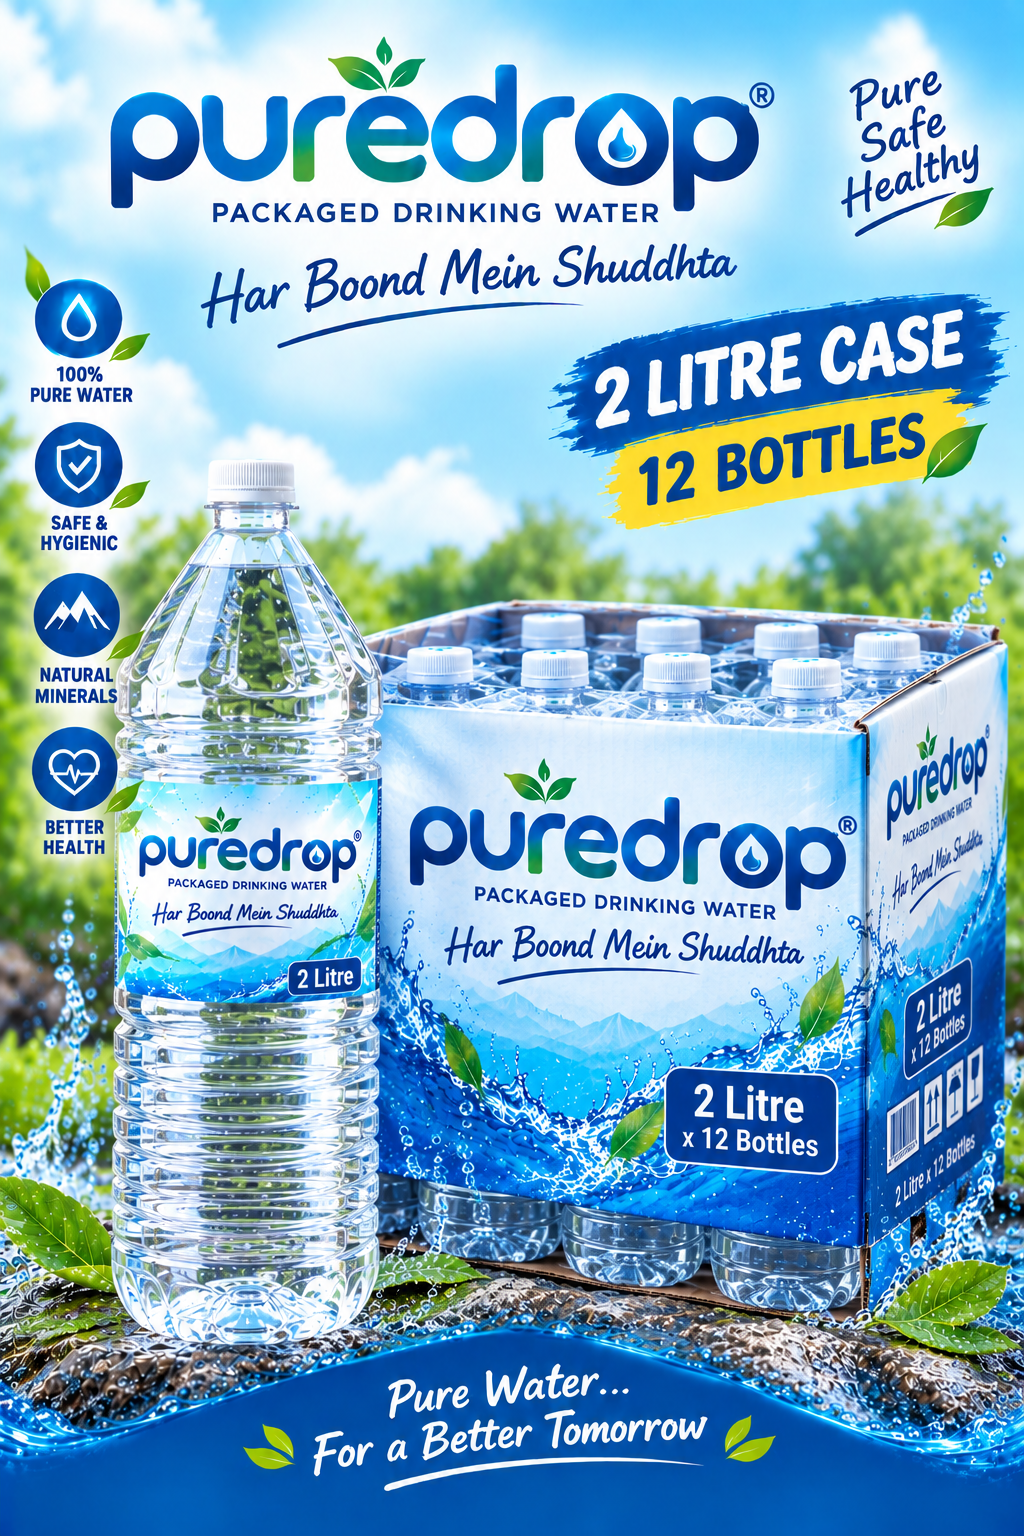 puredrop®
PACKAGED DRINKING WATER
Har Boond Mein Shuddhta
Pure
Safe
Healthy
2 LITRE CASE
12 BOTTLES
100%
PURE WATER
SAFE &
HYGIENIC
NATURAL
MINERALS
BETTER
HEALTH
puredrop®
PACKAGED DRINKING WATER
Har Boond Mein Shuddhta
2 Litre
puredrop®
PACKAGED DRINKING WATER
Har Boond Mein Shuddhta
2 Litre
x 12 Bottles
puredrop®
PACKAGED DRINKING WATER
Har Boond Mein Shuddhta
2 Litre
x 12 Bottles
2 Litre x 12 Bottles
Pure Water...
For a Better Tomorrow